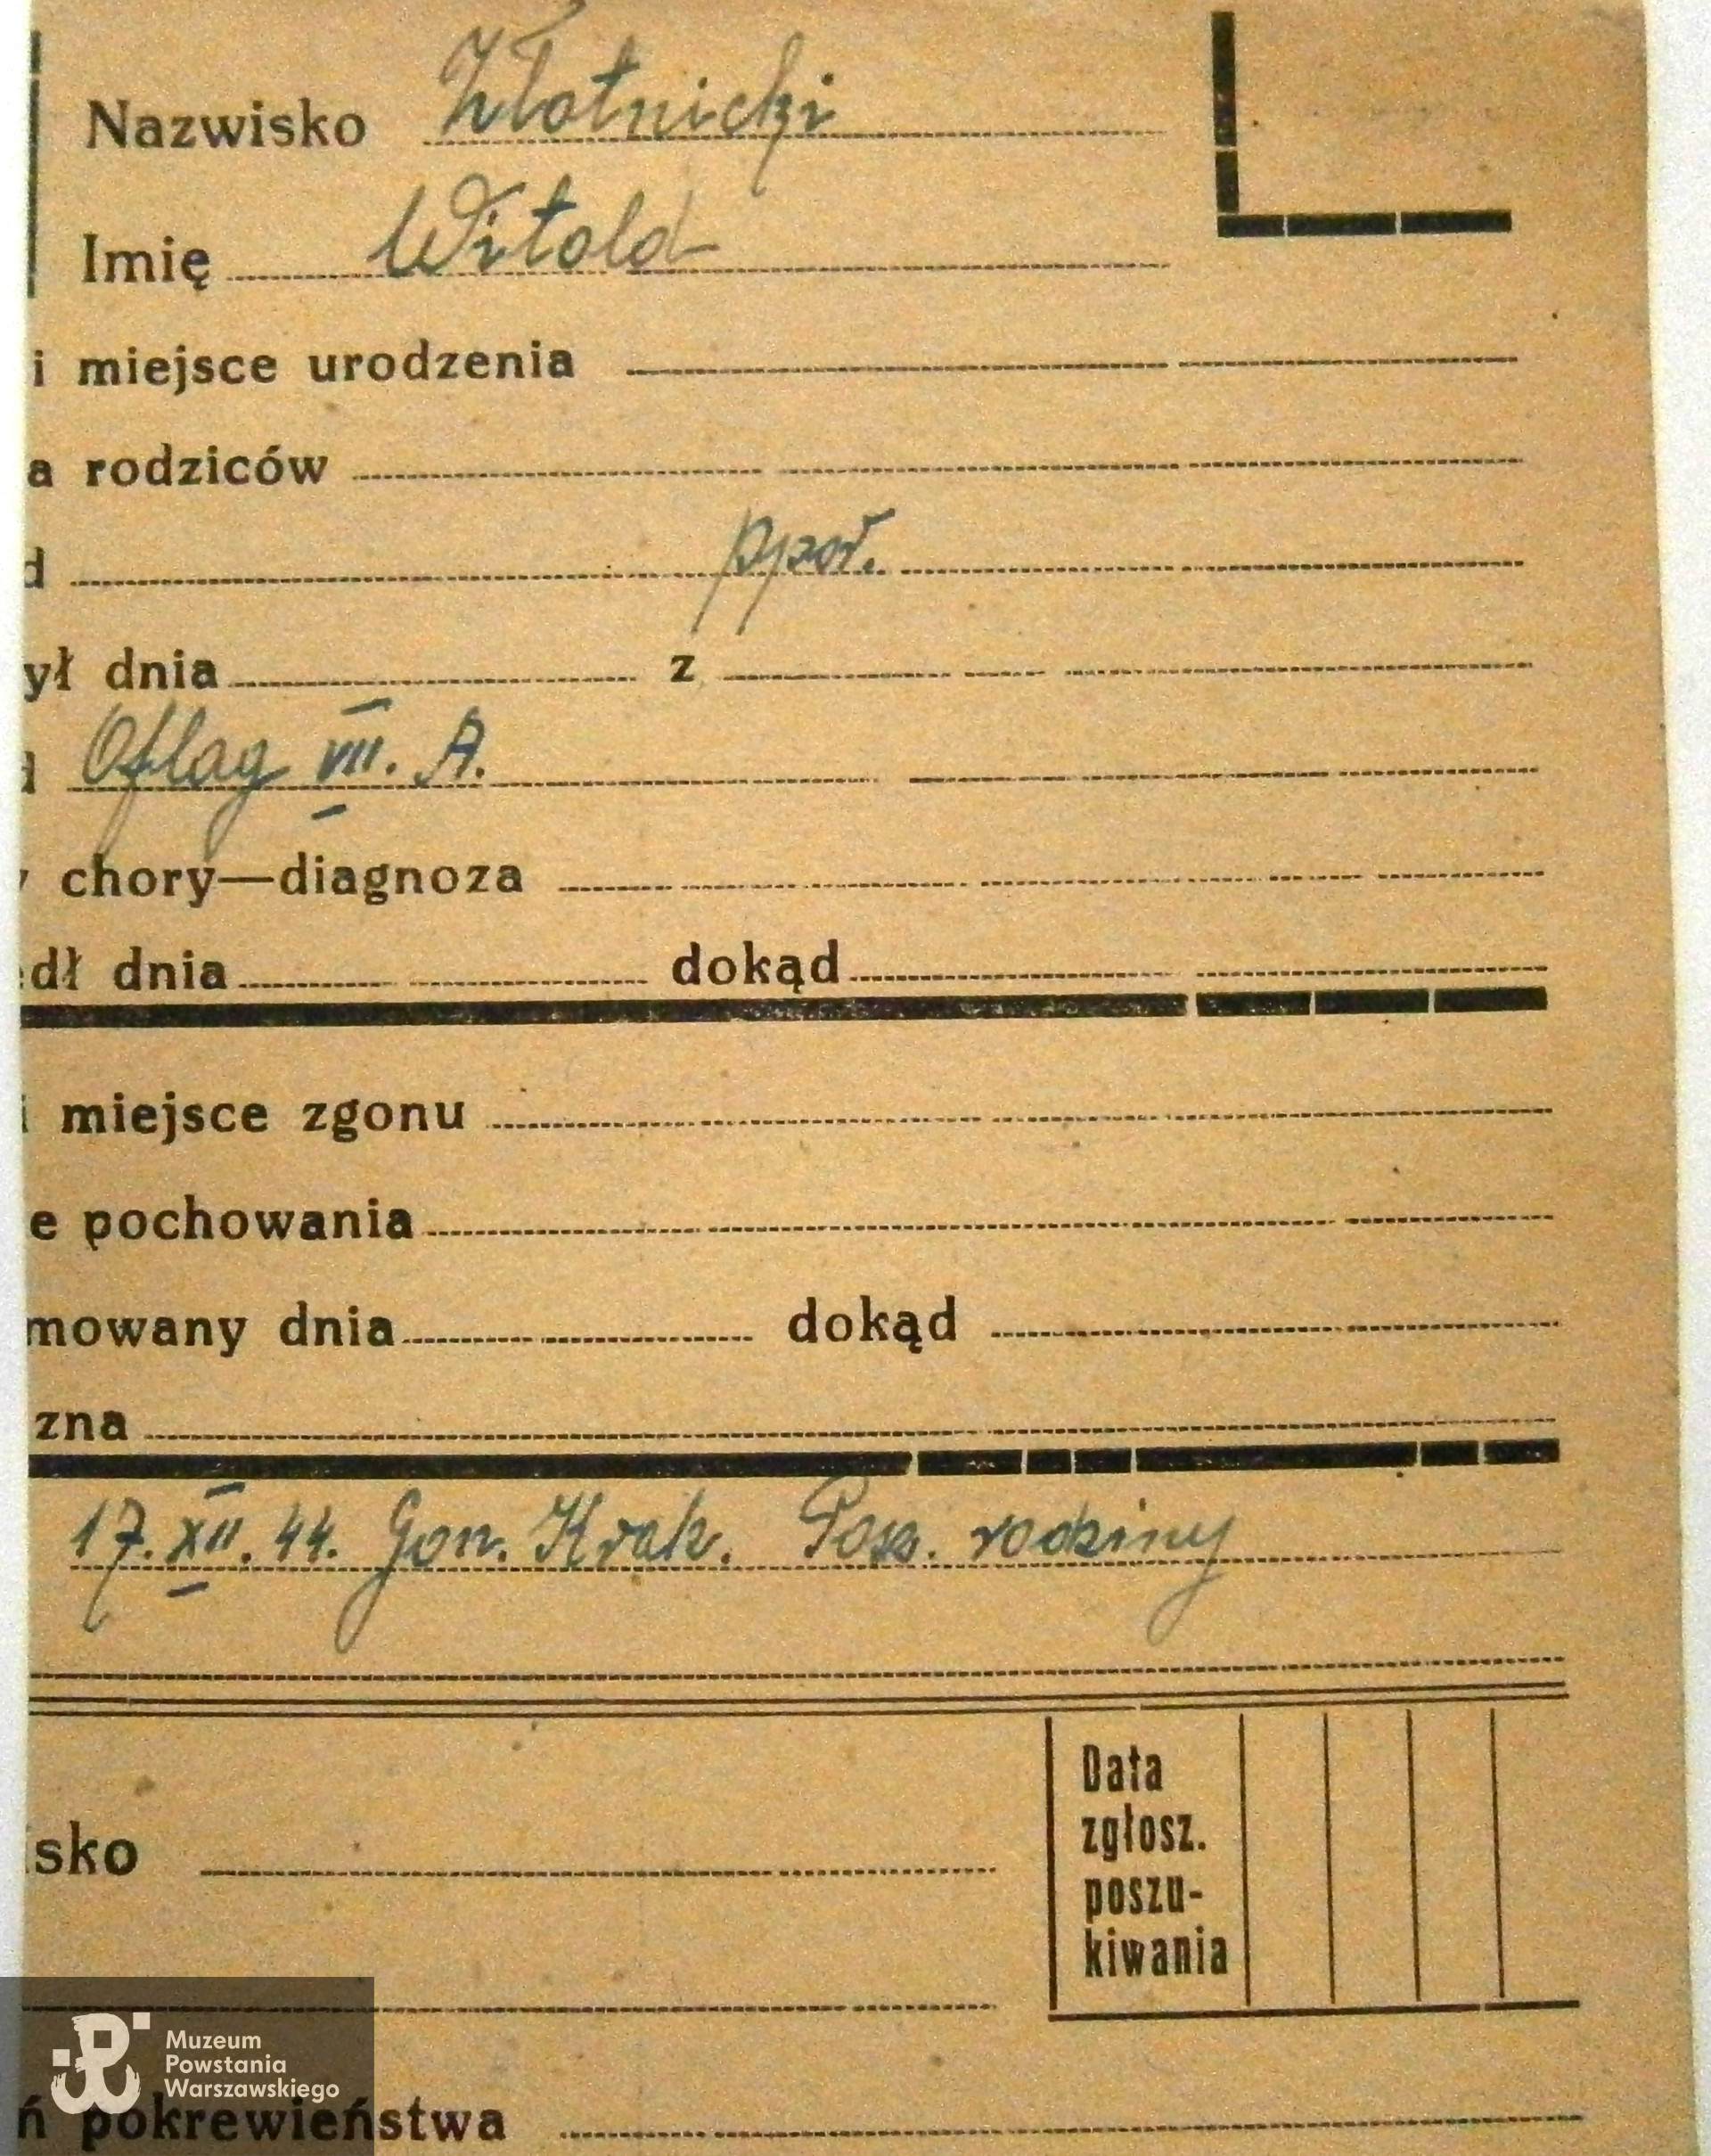 Nazwisko Złotnicki
Imię Witold
i miejsce urodzenia
a rodziców
d ppor.
ył dnia z
d Oflag VII. A.
y chory—diagnoza
dł dnia dokąd
i miejsce zgonu
e pochowania
mowany dnia dokąd
zna
17. XII. 44. Gon. Krak. Posz. rodziny
Data
zgłosz.
poszu-
kiwania
isko
Muzeum
Powstania
Warszawskiego
ń pokrewieństwa